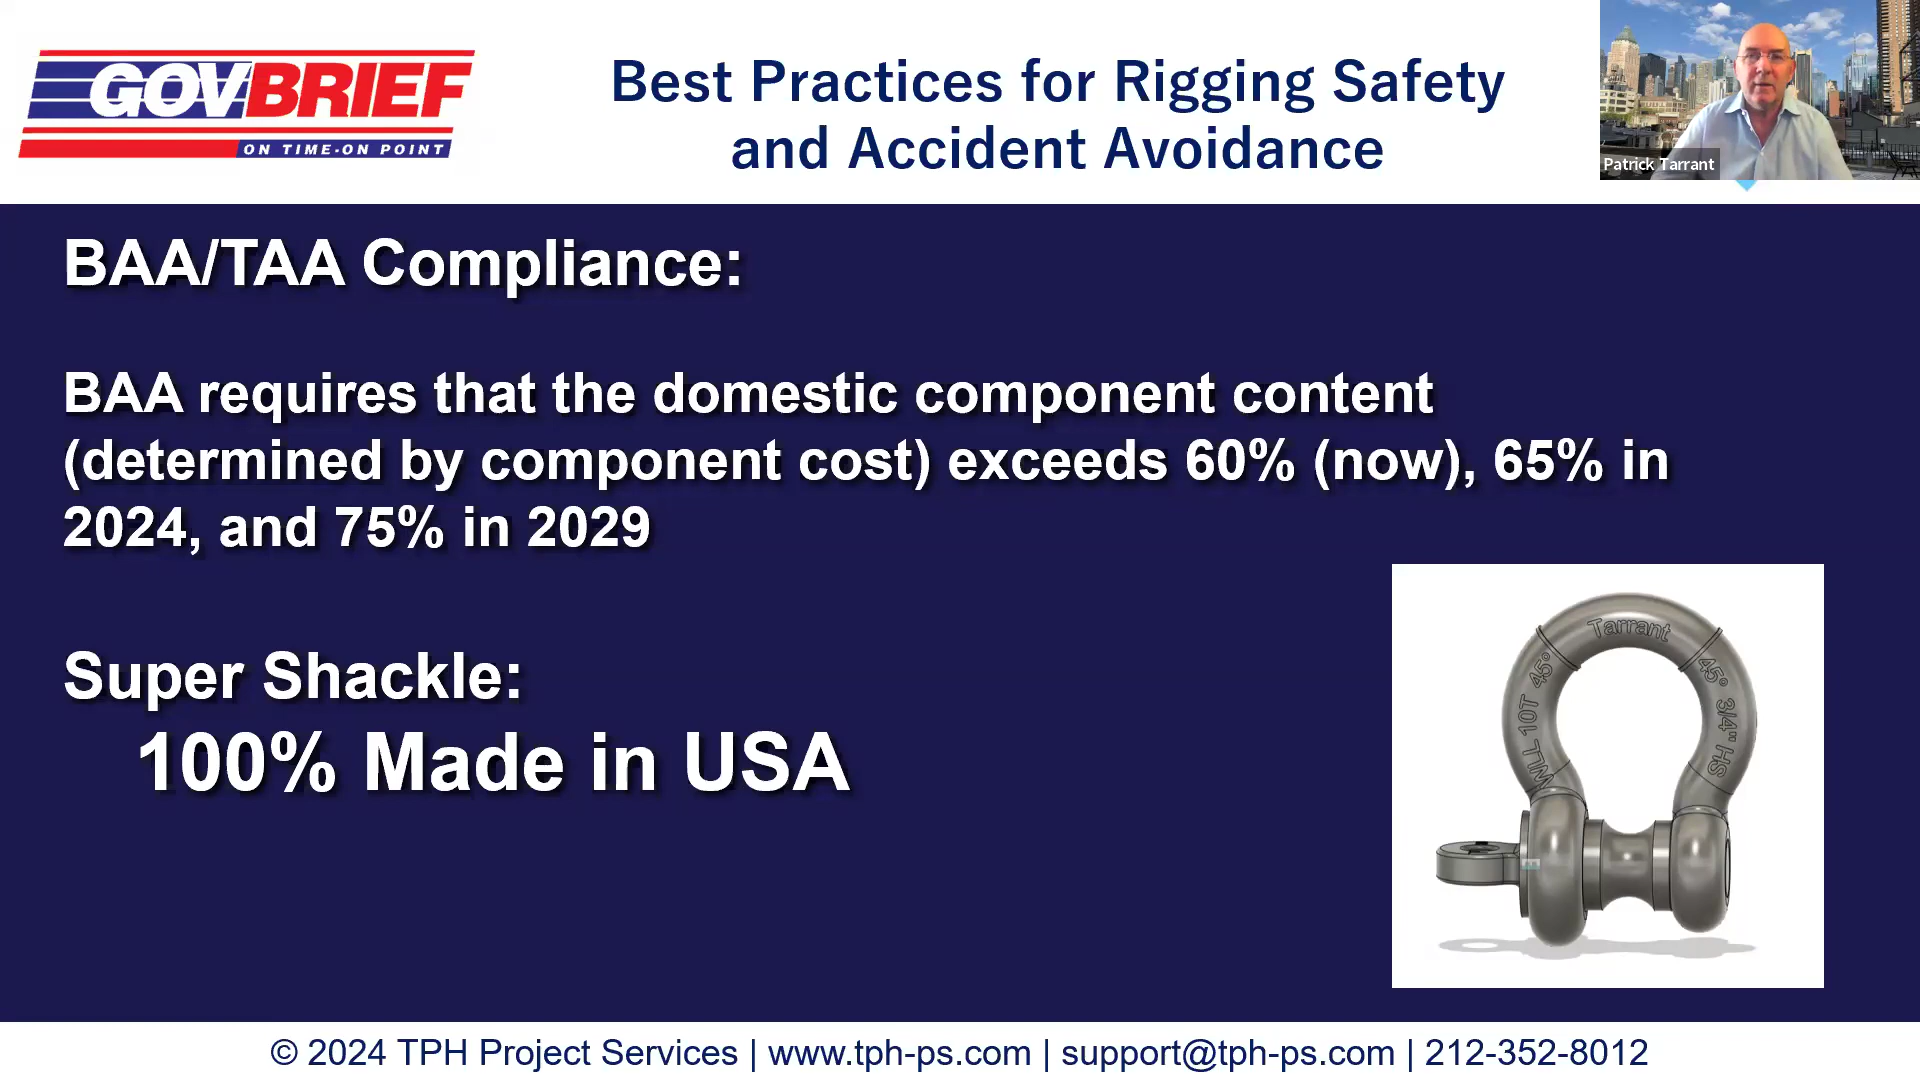 GOVBRIEF
ON TIME-ON POINT
Best Practices for Rigging Safety
and Accident Avoidance
Patrick Tarrant
BAA/TAA Compliance:
BAA requires that the domestic component content
(determined by component cost) exceeds 60% (now), 65% in
2024, and 75% in 2029
Super Shackle:
100% Made in USA
Tarrant
45°
WLL 10T
45°
3/4" HS
© 2024 TPH Project Services | www.tph-ps.com | support@tph-ps.com | 212-352-8012